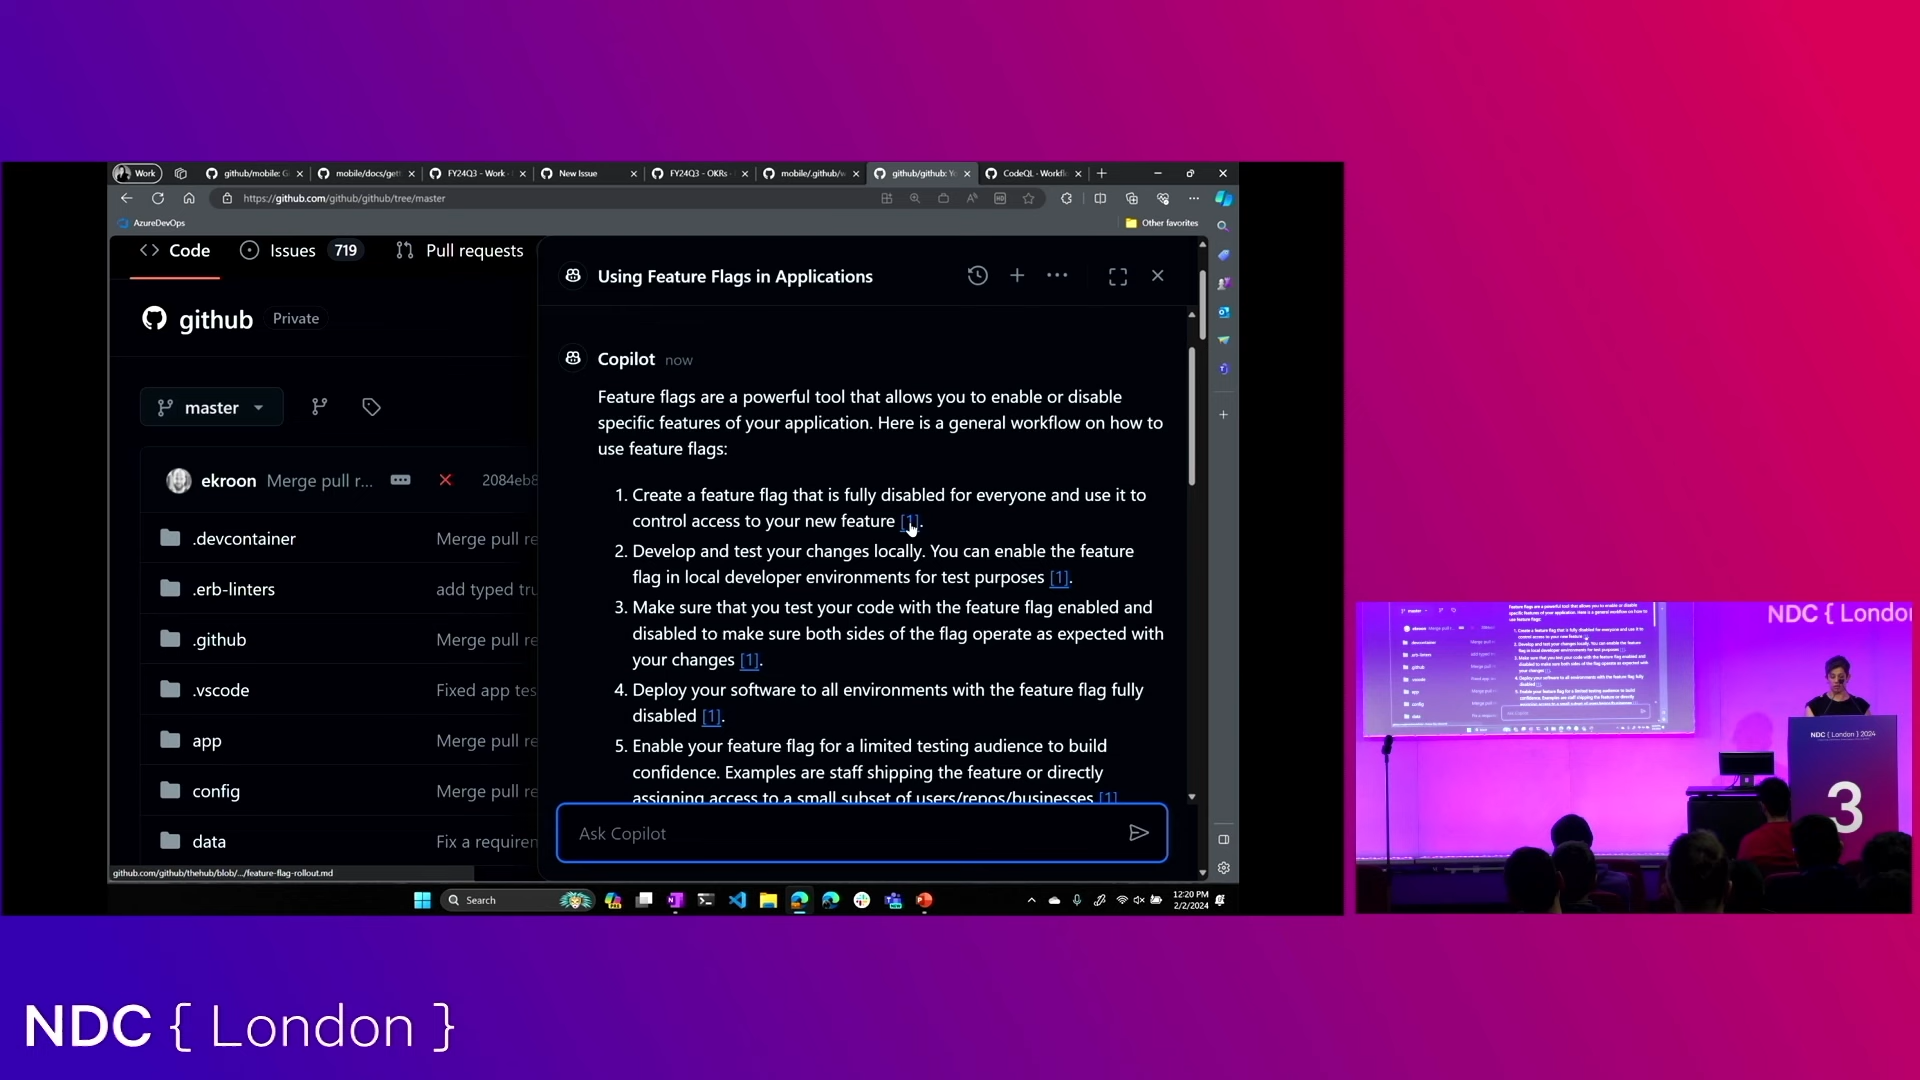 Work
github/mobile: G
mobile/docs/gett
FY24Q3 - Work -
New Issue
FY24Q3 - OKRs -
mobile/.github/w
github/github: Yo
CodeQL · Workfl
https://github.com/github/github/tree/master
AzureDevOps
Other favorites
Code
Issues 719
Pull requests
Using Feature Flags in Applications
github Private
master
Copilot now
Feature flags are a powerful tool that allows you to enable or disable
specific features of your application. Here is a general workflow on how to
use feature flags:
ekroon Merge pull r... 2084eb8
1. Create a feature flag that is fully disabled for everyone and use it to
control access to your new feature [1].
2. Develop and test your changes locally. You can enable the feature
flag in local developer environments for test purposes [1].
3. Make sure that you test your code with the feature flag enabled and
disabled to make sure both sides of the flag operate as expected with
your changes [1].
4. Deploy your software to all environments with the feature flag fully
disabled [1].
5. Enable your feature flag for a limited testing audience to build
confidence. Examples are staff shipping the feature or directly
assigning access to a small subset of users/repos/businesses [1]
.devcontainer Merge pull re
.erb-linters add typed tru
.github Merge pull re
.vscode Fixed app tes
app Merge pull re
config Merge pull re
data Fix a requiren
Ask Copilot
github.com/github/thehub/blob/.../feature-flag-rollout.md
Search
12:20 PM
2/2/2024
NDC { Londo
NDC { London } 2024
3
NDC { London }